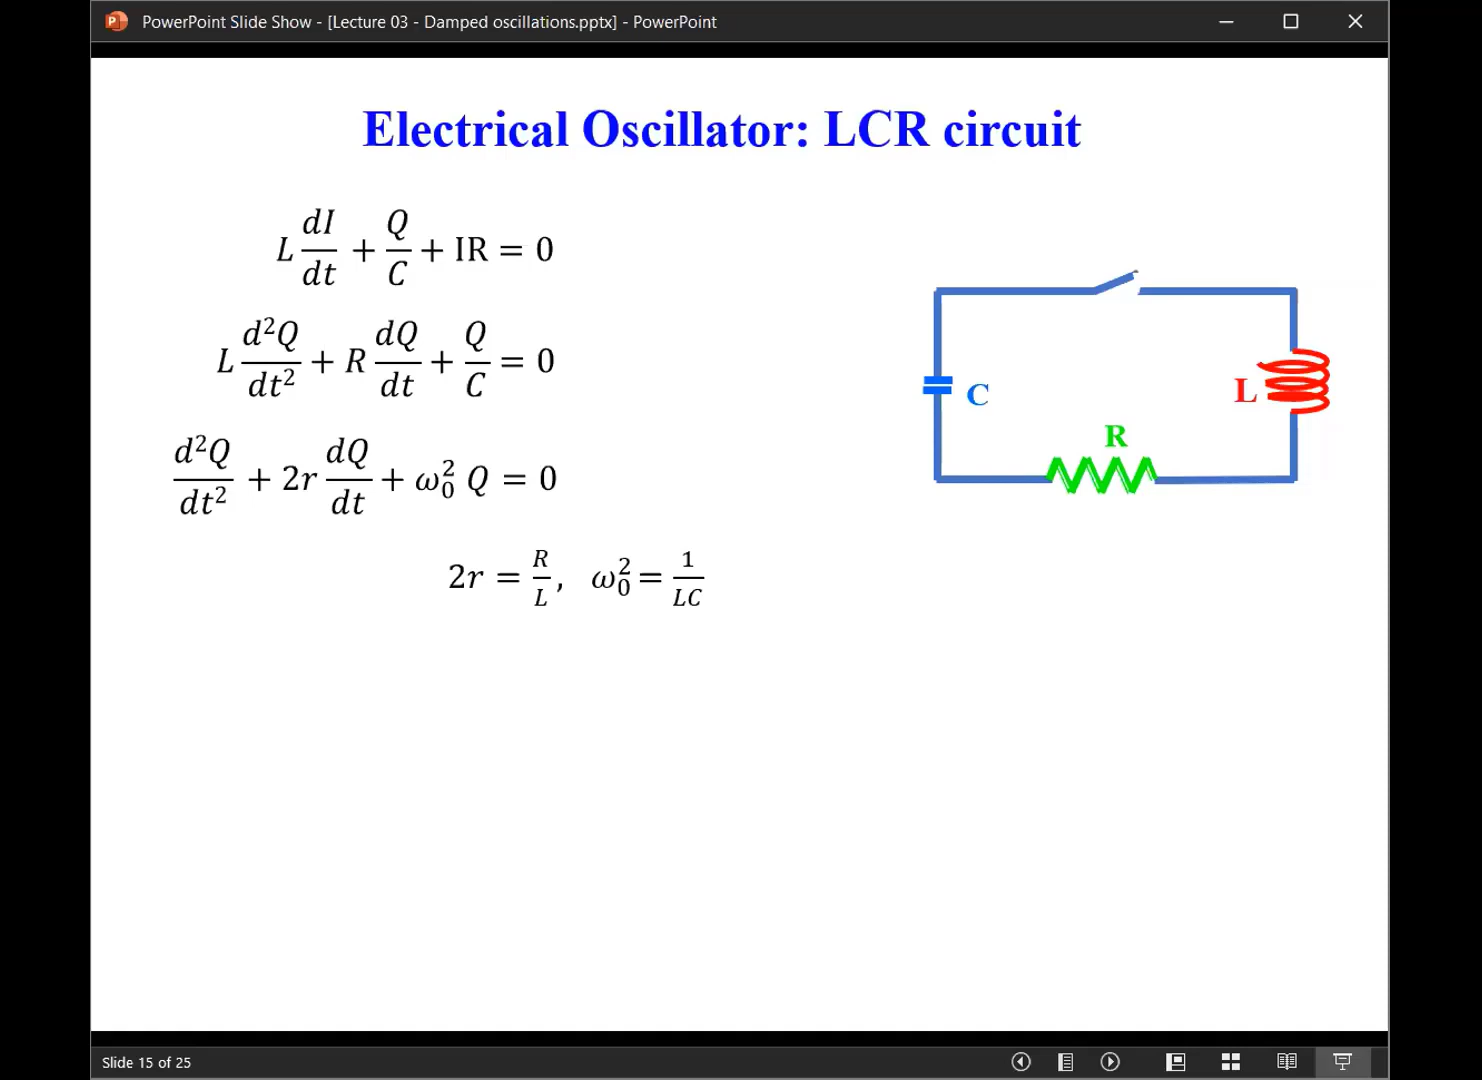 PowerPoint Slide Show - [Lecture 03 - Damped oscillations.pptx] - PowerPoint
Electrical Oscillator: LCR circuit
L dI/dt + Q/C + IR = 0
L d²Q/dt² + R dQ/dt + Q/C = 0
d²Q/dt² + 2r dQ/dt + ω₀² Q = 0
2r = R/L, ω₀² = 1/LC
C
L
R
Slide 15 of 25